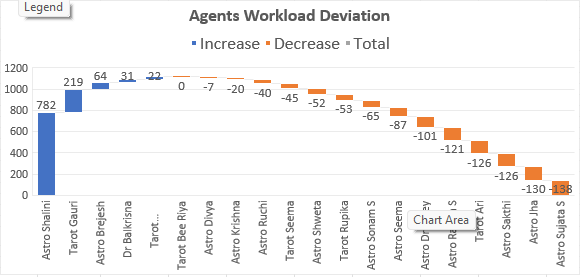 Legend
Agents Workload Deviation
Increase Decrease Total
1200
1000
800
600
400
200
0
782
219
64
31
22
0
-7
-20
-40
-45
-52
-53
-65
-87
-101
-121
-126
-126
-130
-138
Astro Shalini
Tarot Gauri
Astro Brejesh
Dr Balkrisna
Tarot...
Tarot Bee Riya
Astro Divya
Astro Krishna
Astro Ruchi
Tarot Seema
Astro Shweta
Tarot Rupika
Astro Sonam S
Astro Seema
Astro
Astro
Tarot Ari
Astro Sakthi
Astro Jha
Astro Sujata S
Chart Area